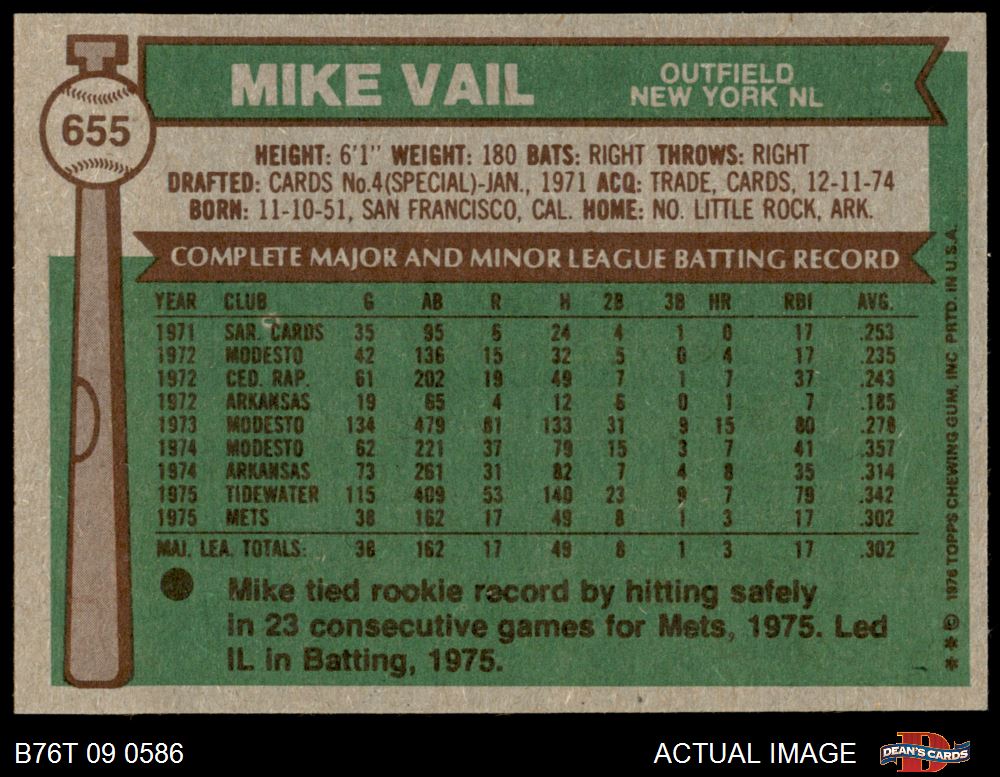 655
MIKE VAIL
OUTFIELD
NEW YORK NL
HEIGHT: 6'1" WEIGHT: 180 BATS: RIGHT THROWS: RIGHT
DRAFTED: CARDS No.4(SPECIAL)-JAN., 1971 ACQ: TRADE, CARDS, 12-11-74
BORN: 11-10-51, SAN FRANCISCO, CAL. HOME: NO. LITTLE ROCK, ARK.
COMPLETE MAJOR AND MINOR LEAGUE BATTING RECORD
YEAR CLUB G AB R H 2B 3B HR RBI AVG.
1971 SAR. CARDS 35 95 6 24 4 1 0 17 .253
1972 MODESTO 42 136 15 32 5 0 4 17 .235
1972 CED. RAP. 61 202 19 49 7 1 7 37 .243
1972 ARKANSAS 19 65 4 12 6 0 1 7 .185
1973 MODESTO 134 479 81 133 31 9 15 80 .278
1974 MODESTO 62 221 37 79 15 3 7 41 .357
1974 ARKANSAS 73 261 31 82 7 4 8 35 .314
1975 TIDEWATER 115 409 53 140 23 9 7 79 .342
1975 METS 38 162 17 49 8 1 3 17 .302
MAJ. LEA. TOTALS: 38 162 17 49 8 1 3 17 .302
Mike tied rookie record by hitting safely
in 23 consecutive games for Mets, 1975. Led
IL in Batting, 1975.
* * © 1976 TOPPS CHEWING GUM, INC. PRTD. IN U.S.A.
B76T 09 0586
ACTUAL IMAGE
D
DEAN'S CARDS